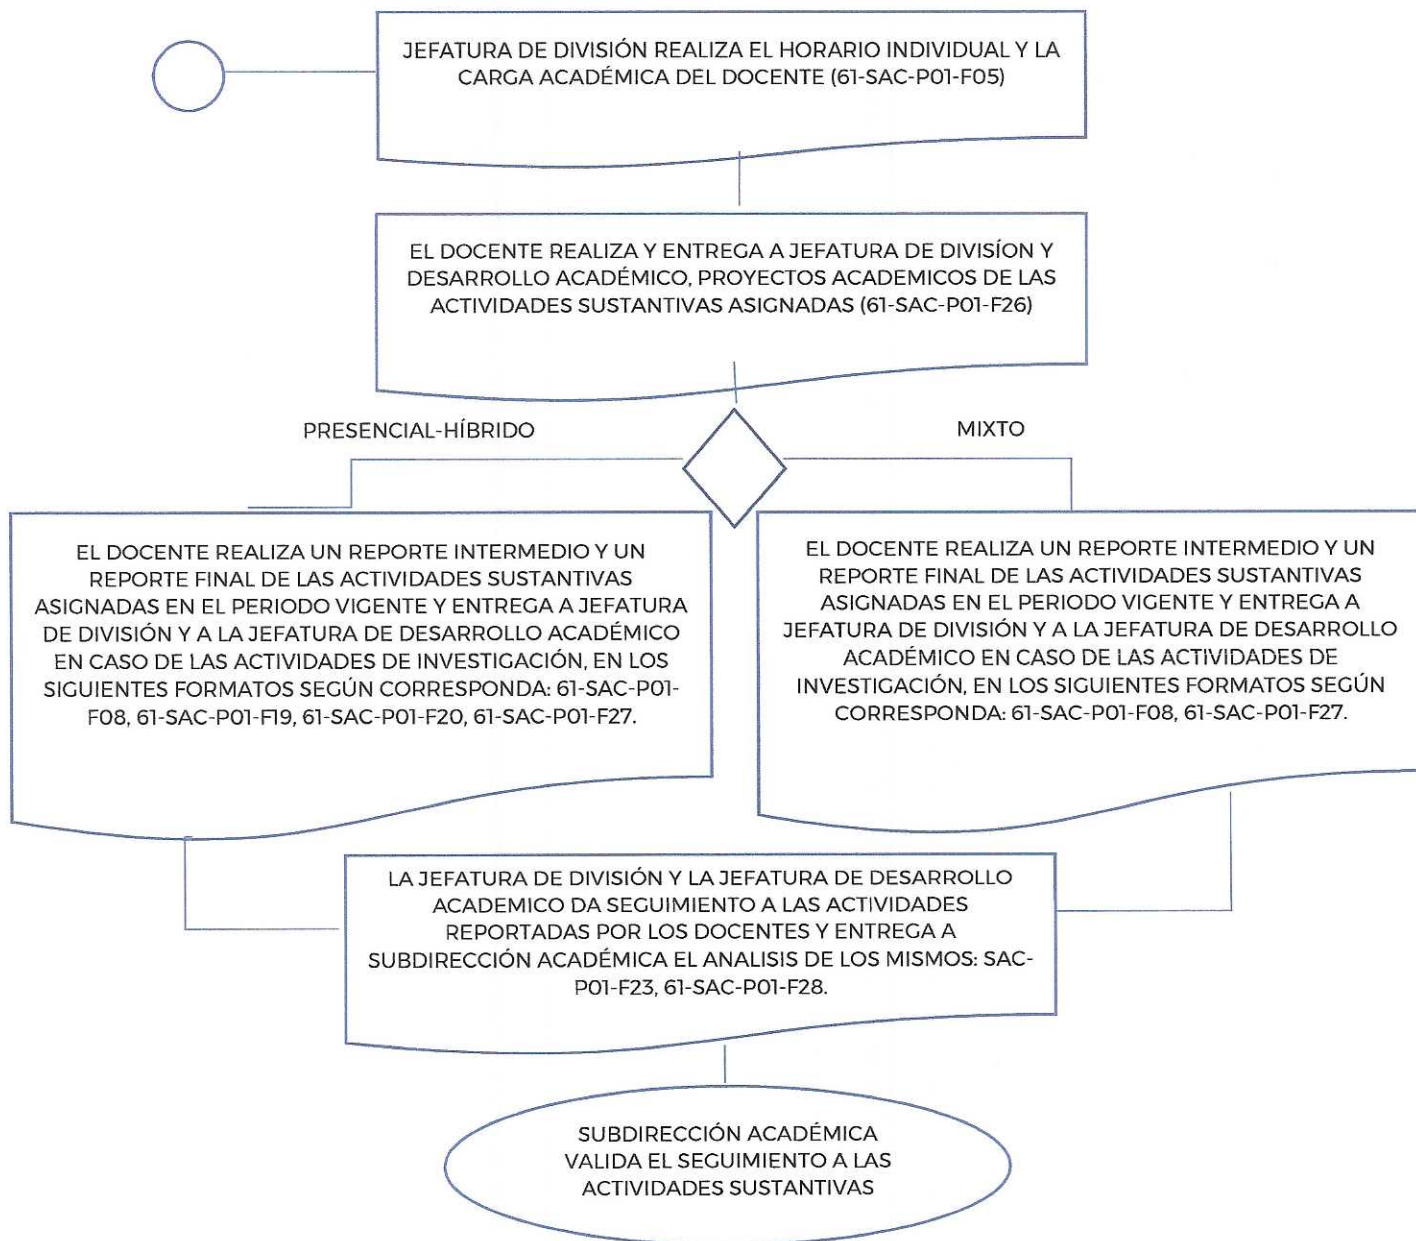 JEFATURA DE DIVISIÓN REALIZA EL HORARIO INDIVIDUAL Y LA
CARGA ACADÉMICA DEL DOCENTE (61-SAC-P01-F05)
EL DOCENTE REALIZA Y ENTREGA A JEFATURA DE DIVISÍON Y
DESARROLLO ACADÉMICO, PROYECTOS ACADEMICOS DE LAS
ACTIVIDADES SUSTANTIVAS ASIGNADAS (61-SAC-P01-F26)
PRESENCIAL-HÍBRIDO
MIXTO
EL DOCENTE REALIZA UN REPORTE INTERMEDIO Y UN
REPORTE FINAL DE LAS ACTIVIDADES SUSTANTIVAS
ASIGNADAS EN EL PERIODO VIGENTE Y ENTREGA A JEFATURA
DE DIVISIÓN Y A LA JEFATURA DE DESARROLLO ACADÉMICO
EN CASO DE LAS ACTIVIDADES DE INVESTIGACIÓN, EN LOS
SIGUIENTES FORMATOS SEGÚN CORRESPONDA: 61-SAC-P01-
F08, 61-SAC-P01-F19, 61-SAC-P01-F20, 61-SAC-P01-F27.
EL DOCENTE REALIZA UN REPORTE INTERMEDIO Y UN
REPORTE FINAL DE LAS ACTIVIDADES SUSTANTIVAS
ASIGNADAS EN EL PERIODO VIGENTE Y ENTREGA A
JEFATURA DE DIVISIÓN Y A LA JEFATURA DE DESARROLLO
ACADÉMICO EN CASO DE LAS ACTIVIDADES DE
INVESTIGACIÓN, EN LOS SIGUIENTES FORMATOS SEGÚN
CORRESPONDA: 61-SAC-P01-F08, 61-SAC-P01-F27.
LA JEFATURA DE DIVISIÓN Y LA JEFATURA DE DESARROLLO
ACADEMICO DA SEGUIMIENTO A LAS ACTIVIDADES
REPORTADAS POR LOS DOCENTES Y ENTREGA A
SUBDIRECCIÓN ACADÉMICA EL ANALISIS DE LOS MISMOS: SAC-
P01-F23, 61-SAC-P01-F28.
SUBDIRECCIÓN ACADÉMICA
VALIDA EL SEGUIMIENTO A LAS
ACTIVIDADES SUSTANTIVAS